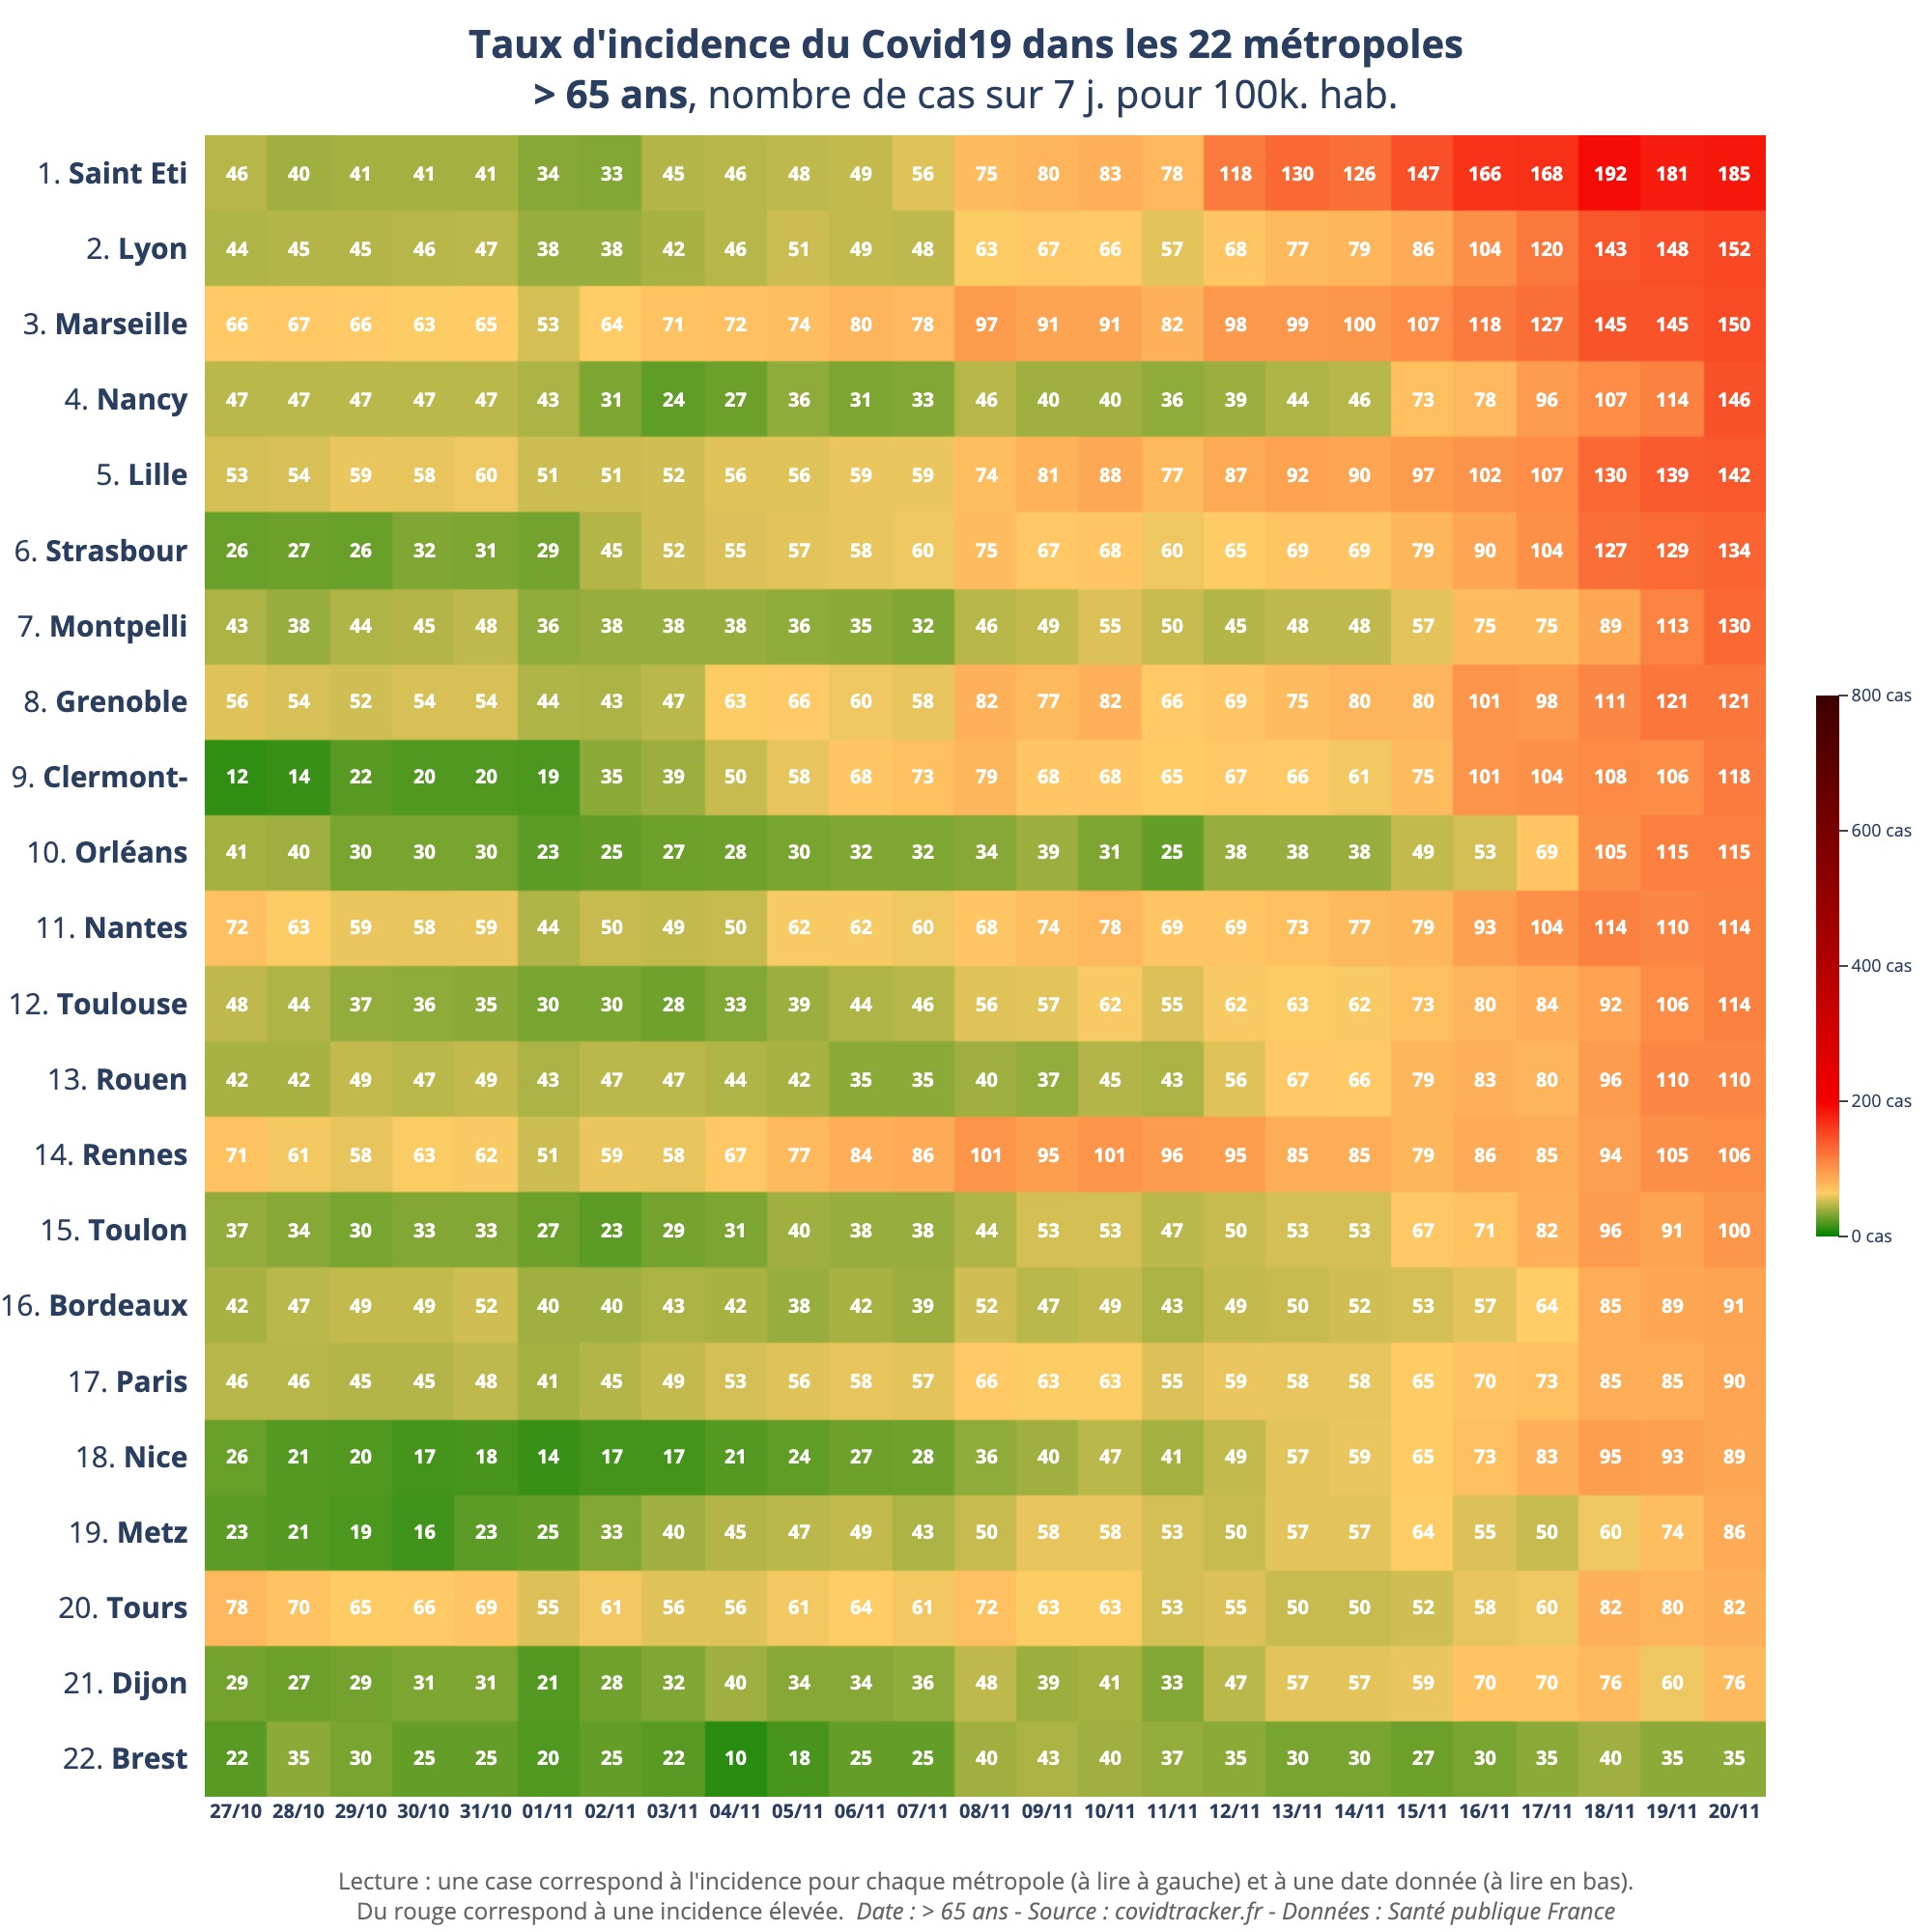 Taux d'incidence du Covid19 dans les 22 métropoles
> 65 ans, nombre de cas sur 7 j. pour 100k. hab.
1. Saint Eti 46 40 41 41 41 34 33 45 46 48 49 56 75 80 83 78 118 130 126 147 166 168 192 181 185
2. Lyon 44 45 45 46 47 38 38 42 46 51 49 48 63 67 66 57 68 77 79 86 104 120 143 148 152
3. Marseille 66 67 66 63 65 53 64 71 72 74 80 78 97 91 91 82 98 99 100 107 118 127 145 145 150
4. Nancy 47 47 47 47 47 43 31 24 27 36 31 33 46 40 40 36 39 44 46 73 78 96 107 114 146
5. Lille 53 54 59 58 60 51 51 52 56 56 59 59 74 81 88 77 87 92 90 97 102 107 130 139 142
6. Strasbour 26 27 26 32 31 29 45 52 55 57 58 60 75 67 68 60 65 69 69 79 90 104 127 129 134
7. Montpelli 43 38 44 45 48 36 38 38 38 36 35 32 46 49 55 50 45 48 48 57 75 75 89 113 130
8. Grenoble 56 54 52 54 54 44 43 47 63 66 60 58 82 77 82 66 69 75 80 80 101 98 111 121 121
9. Clermont- 12 14 22 20 20 19 35 39 50 58 68 73 79 68 68 65 67 66 61 75 101 104 108 106 118
10. Orléans 41 40 30 30 30 23 25 27 28 30 32 32 34 39 31 25 38 38 38 49 53 69 105 115 115
11. Nantes 72 63 59 58 59 44 50 49 50 62 62 60 68 74 78 69 69 73 77 79 93 104 114 110 114
12. Toulouse 48 44 37 36 35 30 30 28 33 39 44 46 56 57 62 55 62 63 62 73 80 84 92 106 114
13. Rouen 42 42 49 47 49 43 47 47 44 42 35 35 40 37 45 43 56 67 66 79 83 80 96 110 110
14. Rennes 71 61 58 63 62 51 59 58 67 77 84 86 101 95 101 96 95 85 85 79 86 85 94 105 106
15. Toulon 37 34 30 33 33 27 23 29 31 40 38 38 44 53 53 47 50 53 53 67 71 82 96 91 100
16. Bordeaux 42 47 49 49 52 40 40 43 42 38 42 39 52 47 49 43 49 50 52 53 57 64 85 89 91
17. Paris 46 46 45 45 48 41 45 49 53 56 58 57 66 63 63 55 59 58 58 65 70 73 85 85 90
18. Nice 26 21 20 17 18 14 17 17 21 24 27 28 36 40 47 41 49 57 59 65 73 83 95 93 89
19. Metz 23 21 19 16 23 25 33 40 45 47 49 43 50 58 58 53 50 57 57 64 55 50 60 74 86
20. Tours 78 70 65 66 69 55 61 56 56 61 64 61 72 63 63 53 55 50 50 52 58 60 82 80 82
21. Dijon 29 27 29 31 31 21 28 32 40 34 34 36 48 39 41 33 47 57 57 59 70 70 76 60 76
22. Brest 22 35 30 25 25 20 25 22 10 18 25 25 40 43 40 37 35 30 30 27 30 35 40 35 35
27/10 28/10 29/10 30/10 31/10 01/11 02/11 03/11 04/11 05/11 06/11 07/11 08/11 09/11 10/11 11/11 12/11 13/11 14/11 15/11 16/11 17/11 18/11 19/11 20/11
800 cas
600 cas
400 cas
200 cas
0 cas
Lecture : une case correspond à l'incidence pour chaque métropole (à lire à gauche) et à une date donnée (à lire en bas).
Du rouge correspond à une incidence élevée. Date : > 65 ans - Source : covidtracker.fr - Données : Santé publique France